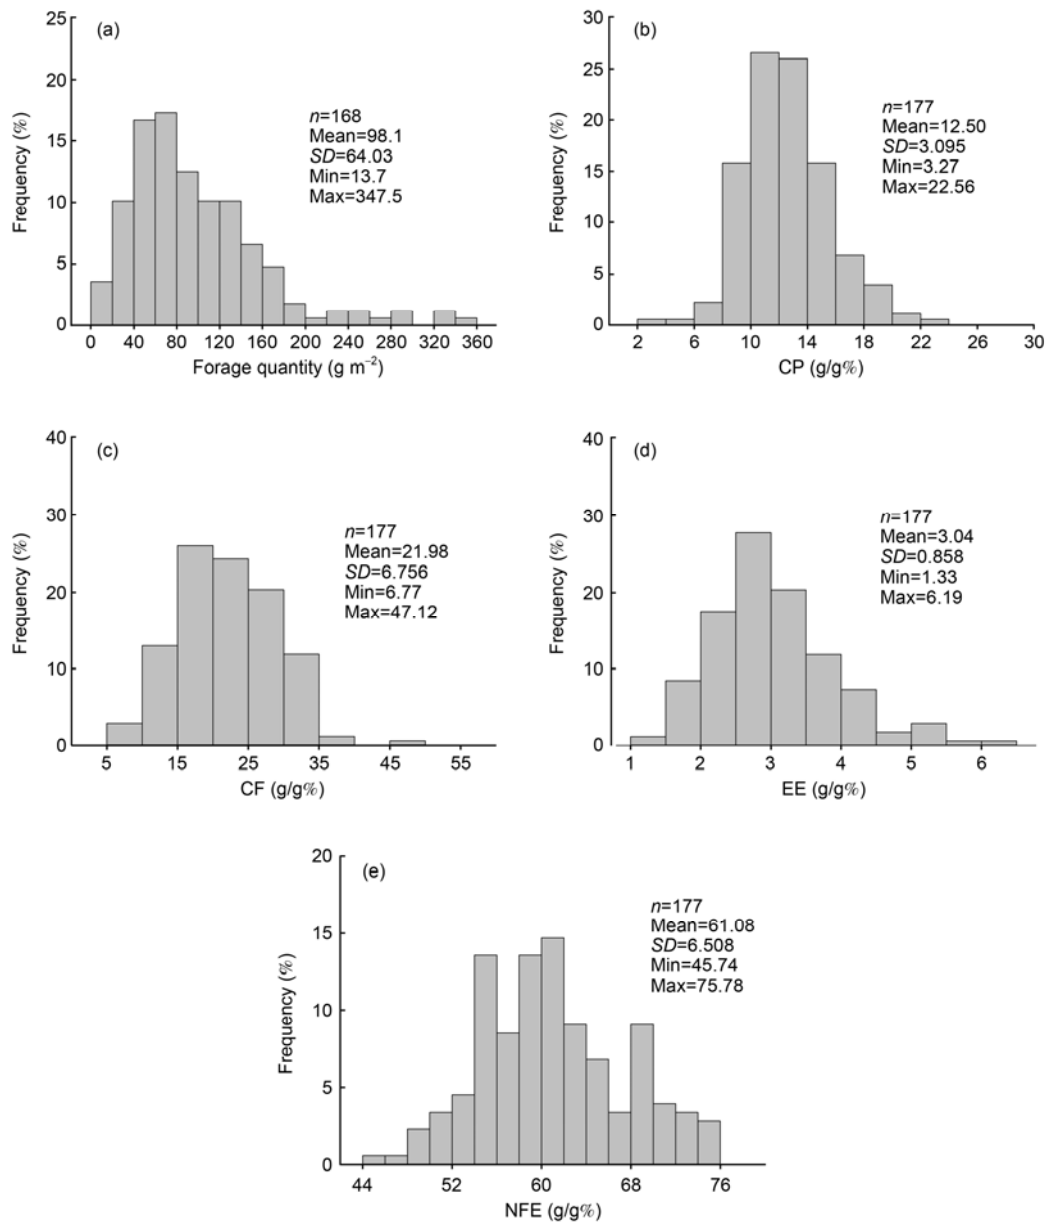 (a)
25
20
15
10
5
0
Frequency (%)
n=168
Mean=98.1
SD=64.03
Min=13.7
Max=347.5
0 40 80 120 160 200 240 280 320 360
Forage quantity (g m⁻²)
(b)
30
25
20
15
10
5
0
Frequency (%)
n=177
Mean=12.50
SD=3.095
Min=3.27
Max=22.56
2 6 10 14 18 22 26 30
CP (g/g%)
(c)
40
30
20
10
0
Frequency (%)
n=177
Mean=21.98
SD=6.756
Min=6.77
Max=47.12
5 15 25 35 45 55
CF (g/g%)
(d)
40
30
20
10
0
Frequency (%)
n=177
Mean=3.04
SD=0.858
Min=1.33
Max=6.19
1 2 3 4 5 6
EE (g/g%)
(e)
20
15
10
5
0
Frequency (%)
n=177
Mean=61.08
SD=6.508
Min=45.74
Max=75.78
44 52 60 68 76
NFE (g/g%)